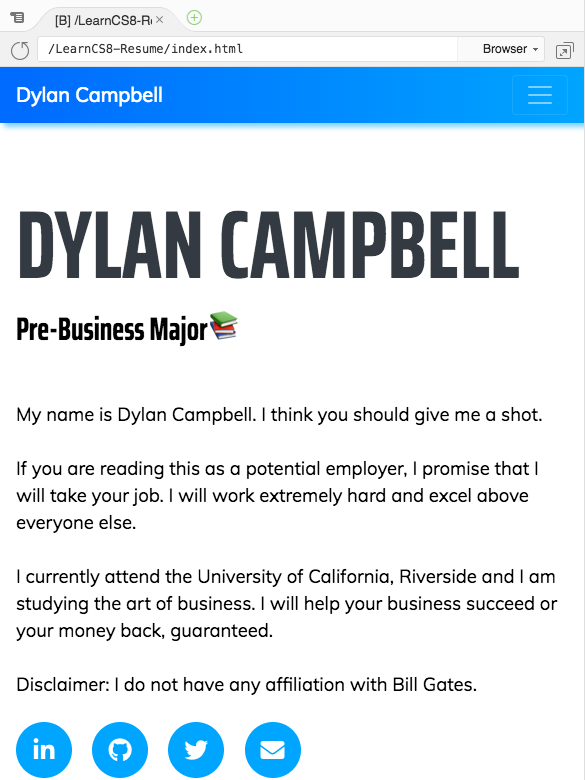 [B] /LearnCS8-R
/LearnCS8-Resume/index.html Browser
Dylan Campbell
DYLAN CAMPBELL
Pre-Business Major
My name is Dylan Campbell. I think you should give me a shot.
If you are reading this as a potential employer, I promise that I
will take your job. I will work extremely hard and excel above
everyone else.
I currently attend the University of California, Riverside and I am
studying the art of business. I will help your business succeed or
your money back, guaranteed.
Disclaimer: I do not have any affiliation with Bill Gates.
in